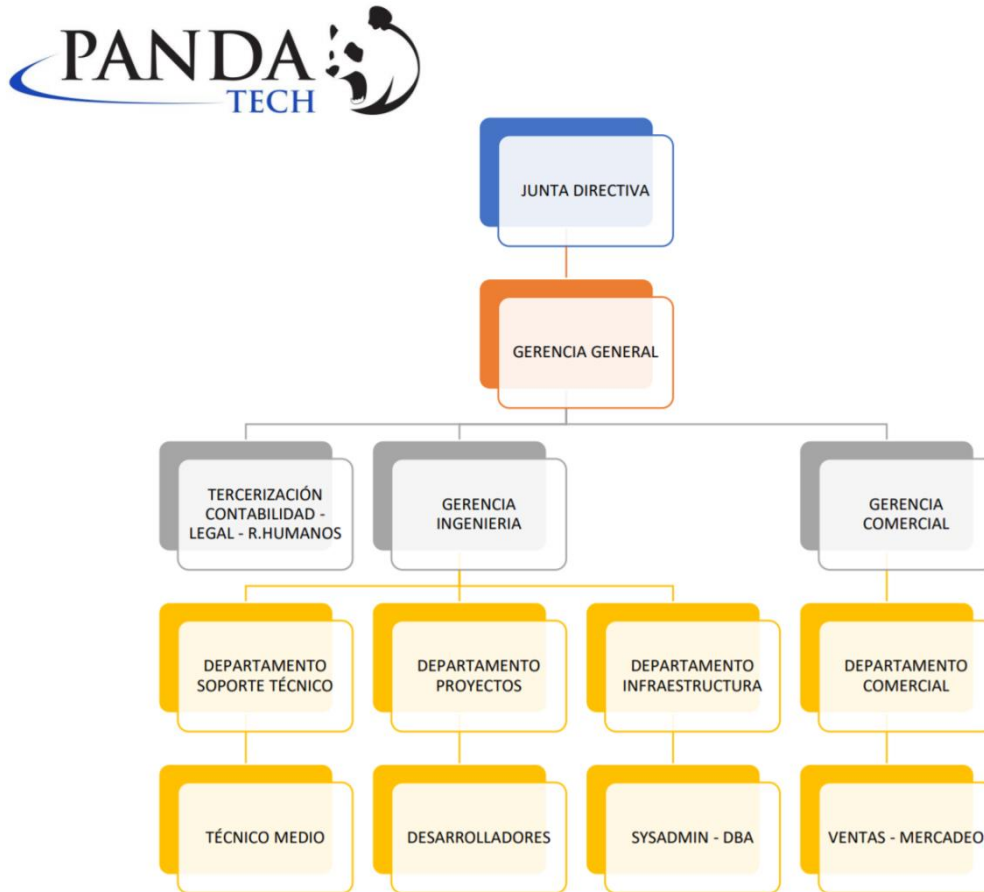 PANDA
TECH
JUNTA DIRECTIVA
GERENCIA GENERAL
TERCERIZACIÓN
CONTABILIDAD -
LEGAL - R.HUMANOS
GERENCIA
INGENIERIA
GERENCIA
COMERCIAL
DEPARTAMENTO
SOPORTE TÉCNICO
DEPARTAMENTO
PROYECTOS
DEPARTAMENTO
INFRAESTRUCTURA
DEPARTAMENTO
COMERCIAL
TÉCNICO MEDIO
DESARROLLADORES
SYSADMIN - DBA
VENTAS - MERCADEO